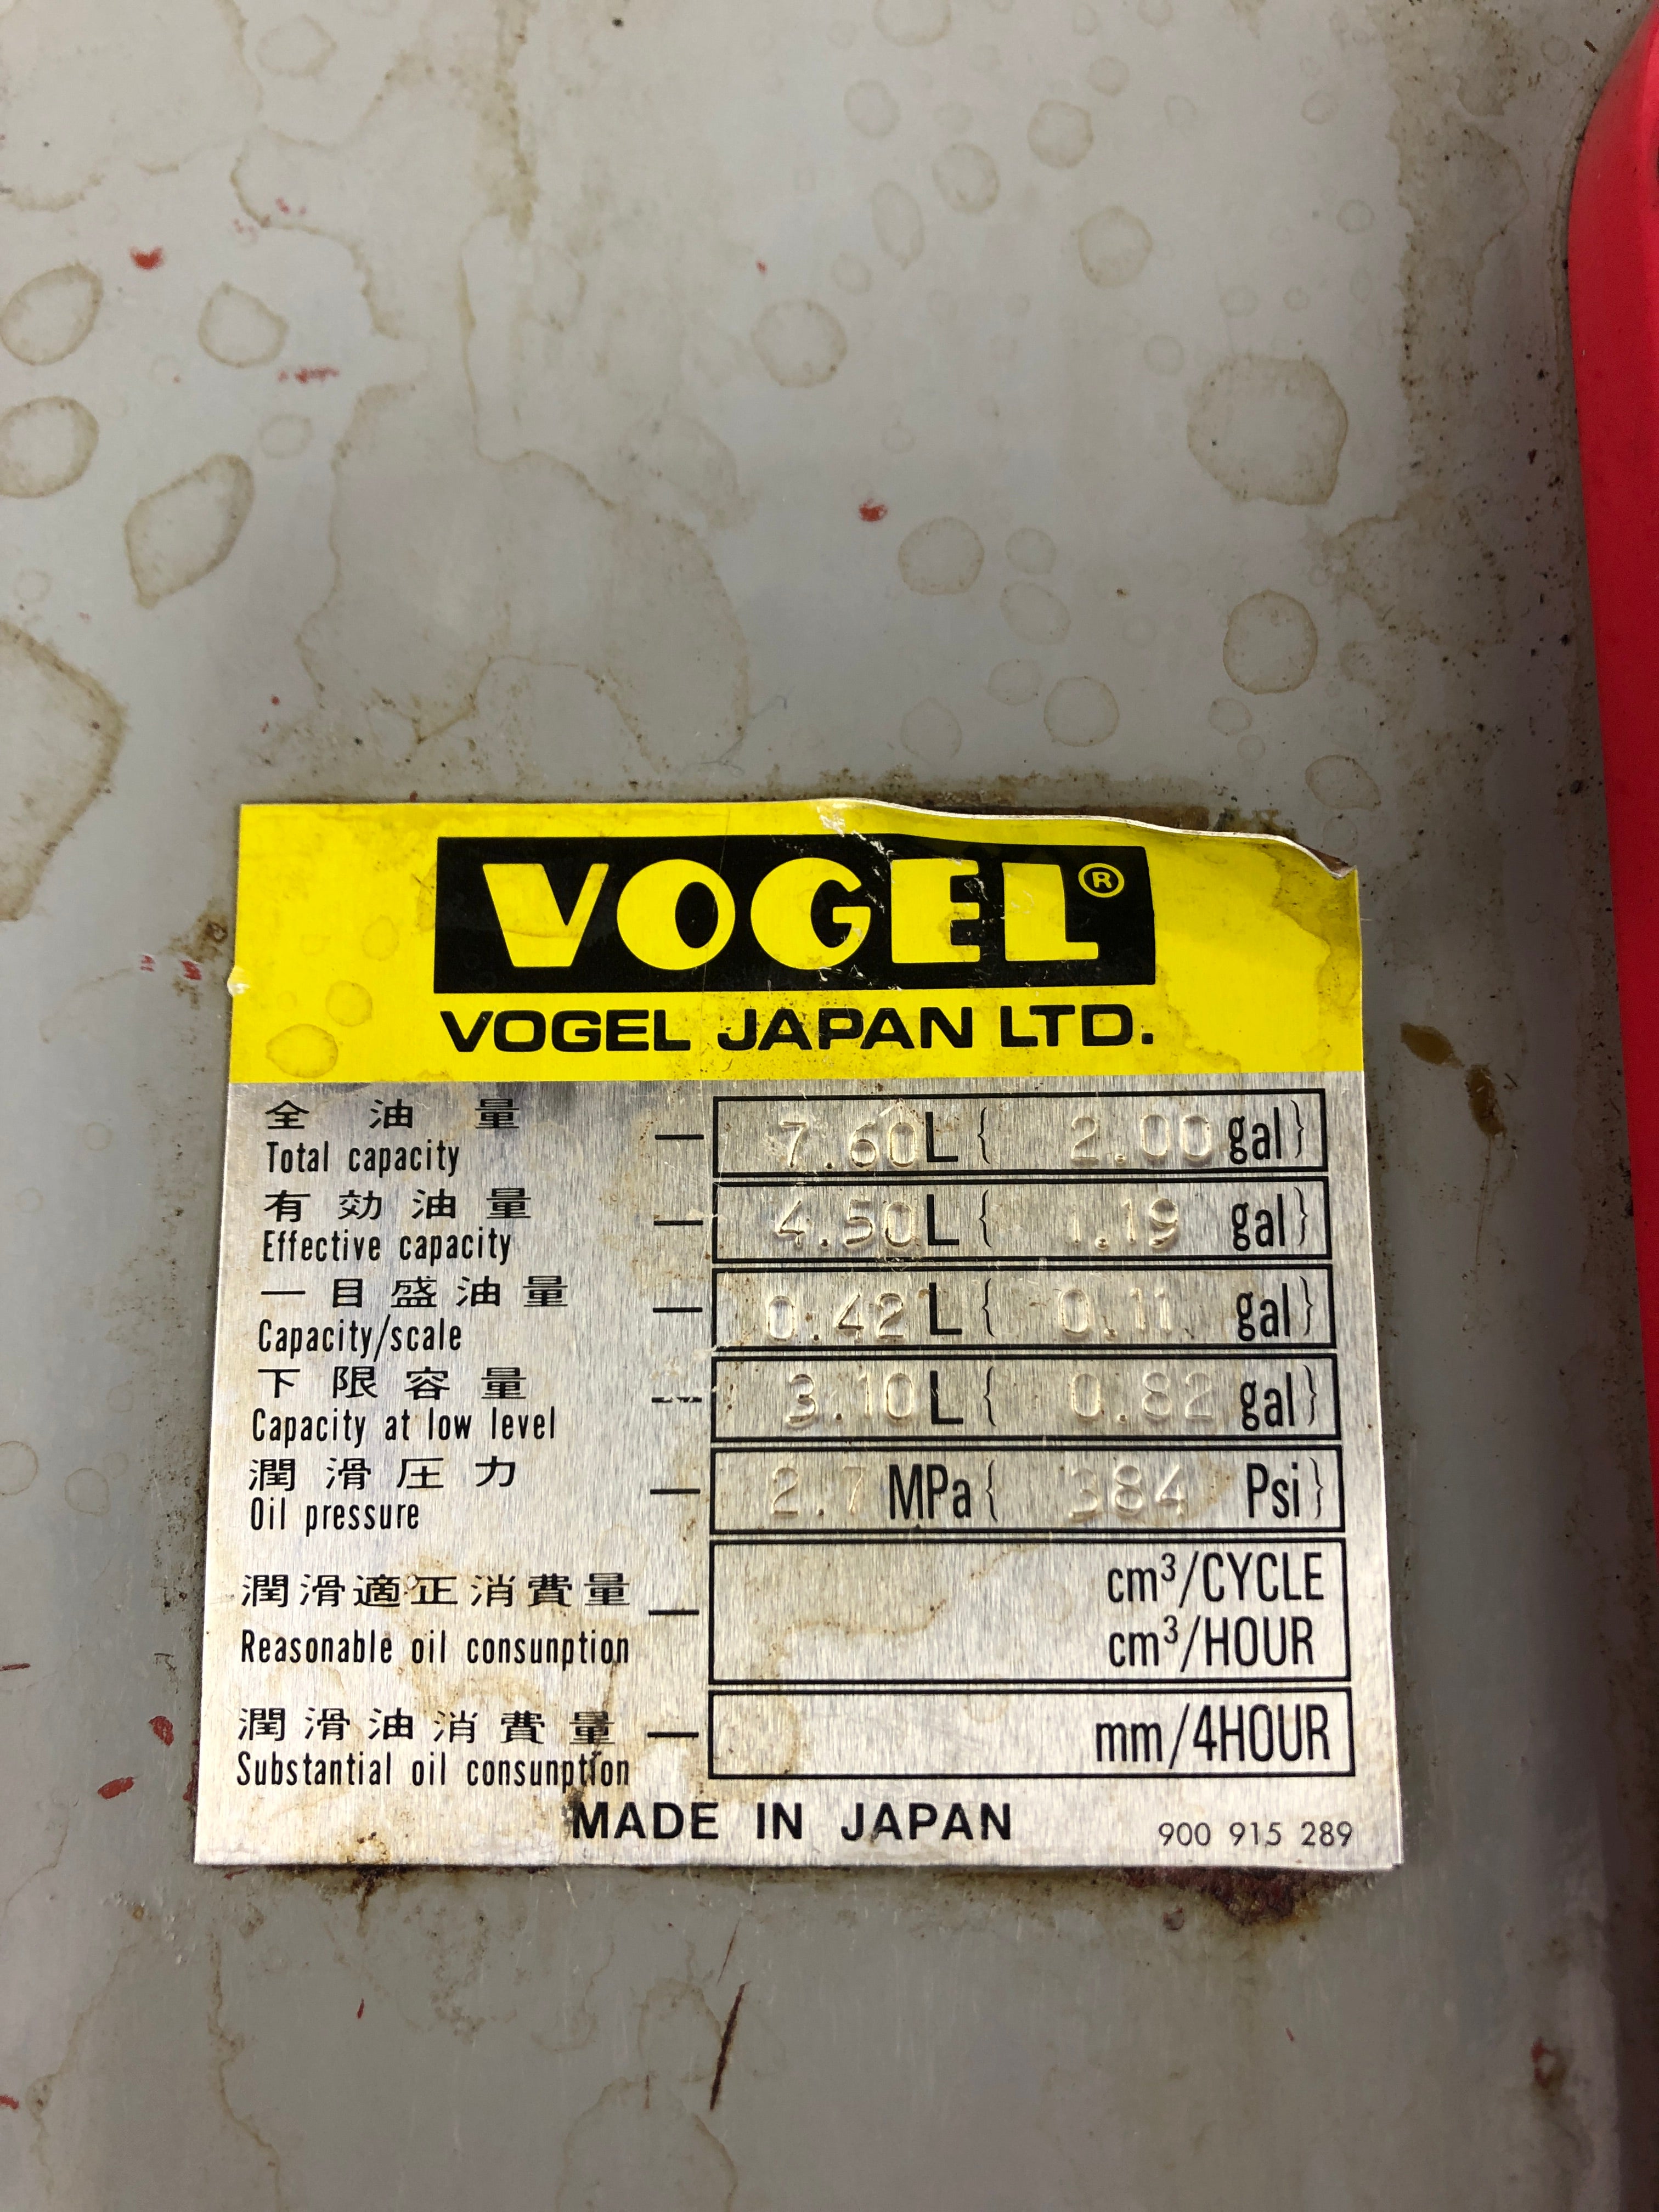 VOGEL®
VOGEL JAPAN LTD.
全油量
Total capacity — 7.60L { 2.00 gal}
有効油量
Effective capacity — 4.50L { 1.19 gal}
一目盛油量
Capacity/scale — 0.42 L { 0.11 gal}
下限容量
Capacity at low level — 3.10L { 0.82 gal}
潤滑圧力
Oil pressure — 2.7 MPa { 384 Psi}
潤滑適正消費量 — cm³/CYCLE
Reasonable oil consunption cm³/HOUR
潤滑油消費量 — mm/4HOUR
Substantial oil consunption
MADE IN JAPAN 900 915 289